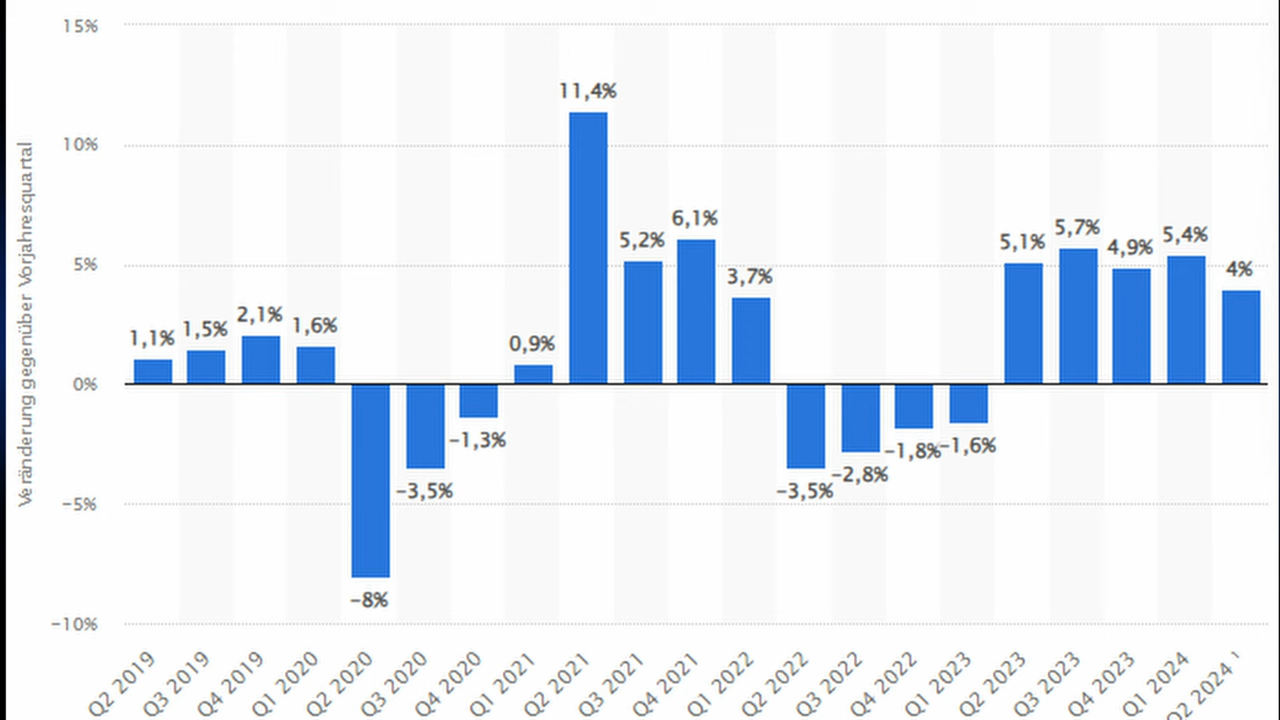 Veränderung gegenüber Vorjahresquartal
15%
10%
5%
0%
−5%
−10%
1,1%
1,5%
2,1%
1,6%
−8%
−3,5%
−1,3%
0,9%
11,4%
5,2%
6,1%
3,7%
−3,5%
−2,8%
−1,8%
−1,6%
5,1%
5,7%
4,9%
5,4%
4%
Q2 2019
Q3 2019
Q4 2019
Q1 2020
Q2 2020
Q3 2020
Q4 2020
Q1 2021
Q2 2021
Q3 2021
Q4 2021
Q1 2022
Q2 2022
Q3 2022
Q4 2022
Q1 2023
Q2 2023
Q3 2023
Q4 2023
Q1 2024
Q2 2024 ¹